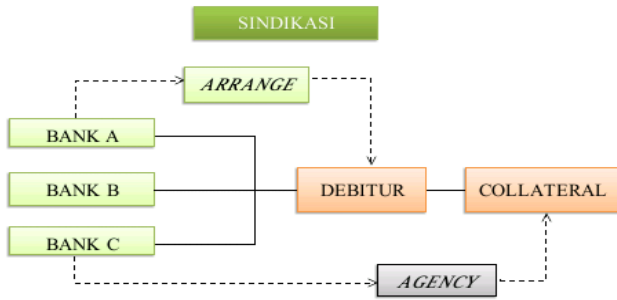 SINDIKASI
ARRANGE
BANK A
BANK B
DEBITUR
COLLATERAL
BANK C
AGENCY